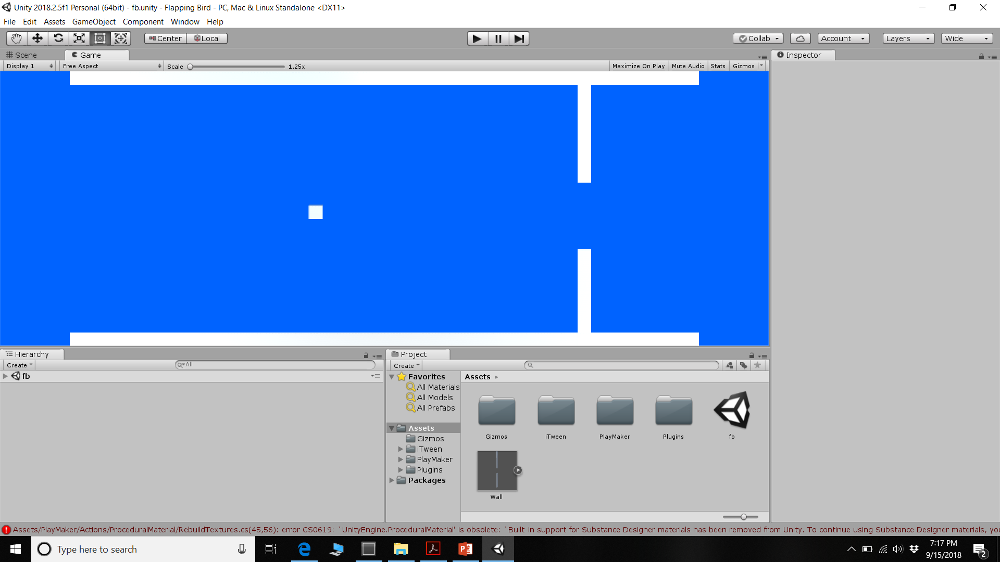 Unity 2018.2.5f1 Personal (64bit) - fb.unity - Flapping Bird - PC, Mac & Linux Standalone <DX11>
File Edit Assets GameObject Component Window Help
Center Local Collab Account Layers Wide
Scene Game Inspector
Display 1 Free Aspect Scale 1.25x Maximize On Play Mute Audio Stats Gizmos
Hierarchy
Create All
fb
Project
Create
Favorites
All Materials
All Models
All Prefabs
Assets
Gizmos
iTween
PlayMaker
Plugins
Packages
Assets
Gizmos iTween PlayMaker Plugins fb
Wall
Assets/PlayMaker/Actions/ProceduralMaterial/RebuildTextures.cs(45,56): error CS0619: `UnityEngine.ProceduralMaterial' is obsolete: `Built-in support for Substance Designer materials has been removed from Unity. To continue using Substance Designer materials, you
Type here to search
7:17 PM
9/15/2018
2